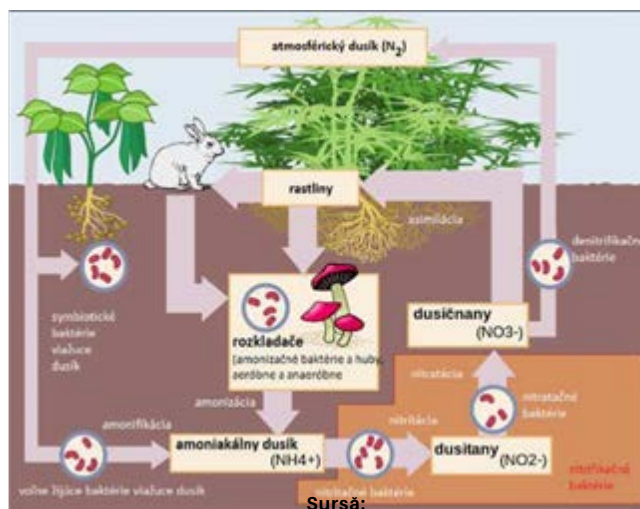 atmosférický dusík (N2)
rastliny
asimilácia
denitrifikačné
baktérie
symbiotické
baktérie
viažuce
dusík
rozkladače
(amonizačné baktérie a huby,
aeróbne a anaeróbne
dusičnany
(NO3-)
nitratácia
nitratačné
baktérie
amonizácia
amonifikácia
amoniakálny dusík
(NH4+)
nitritácia
dusitany
(NO2-)
nitrifikačné
baktérie
voľne žijúce baktérie viažuce dusík
nitritačné baktérie
Sursă: